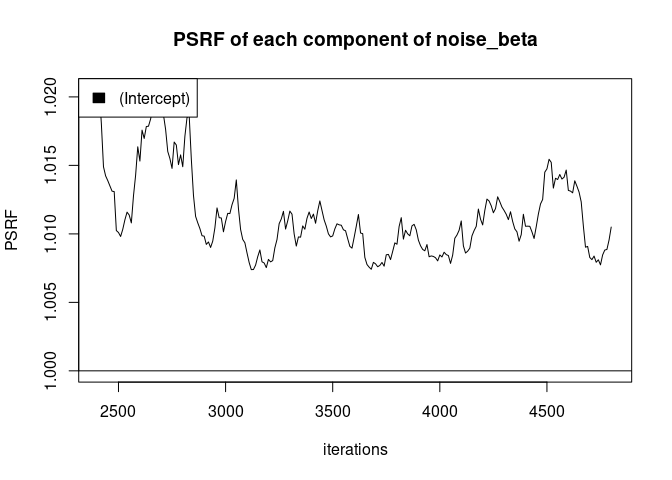 PSRF of each component of noise_beta
(Intercept)
1.020
1.015
1.010
1.005
1.000
PSRF
2500 3000 3500 4000 4500
iterations